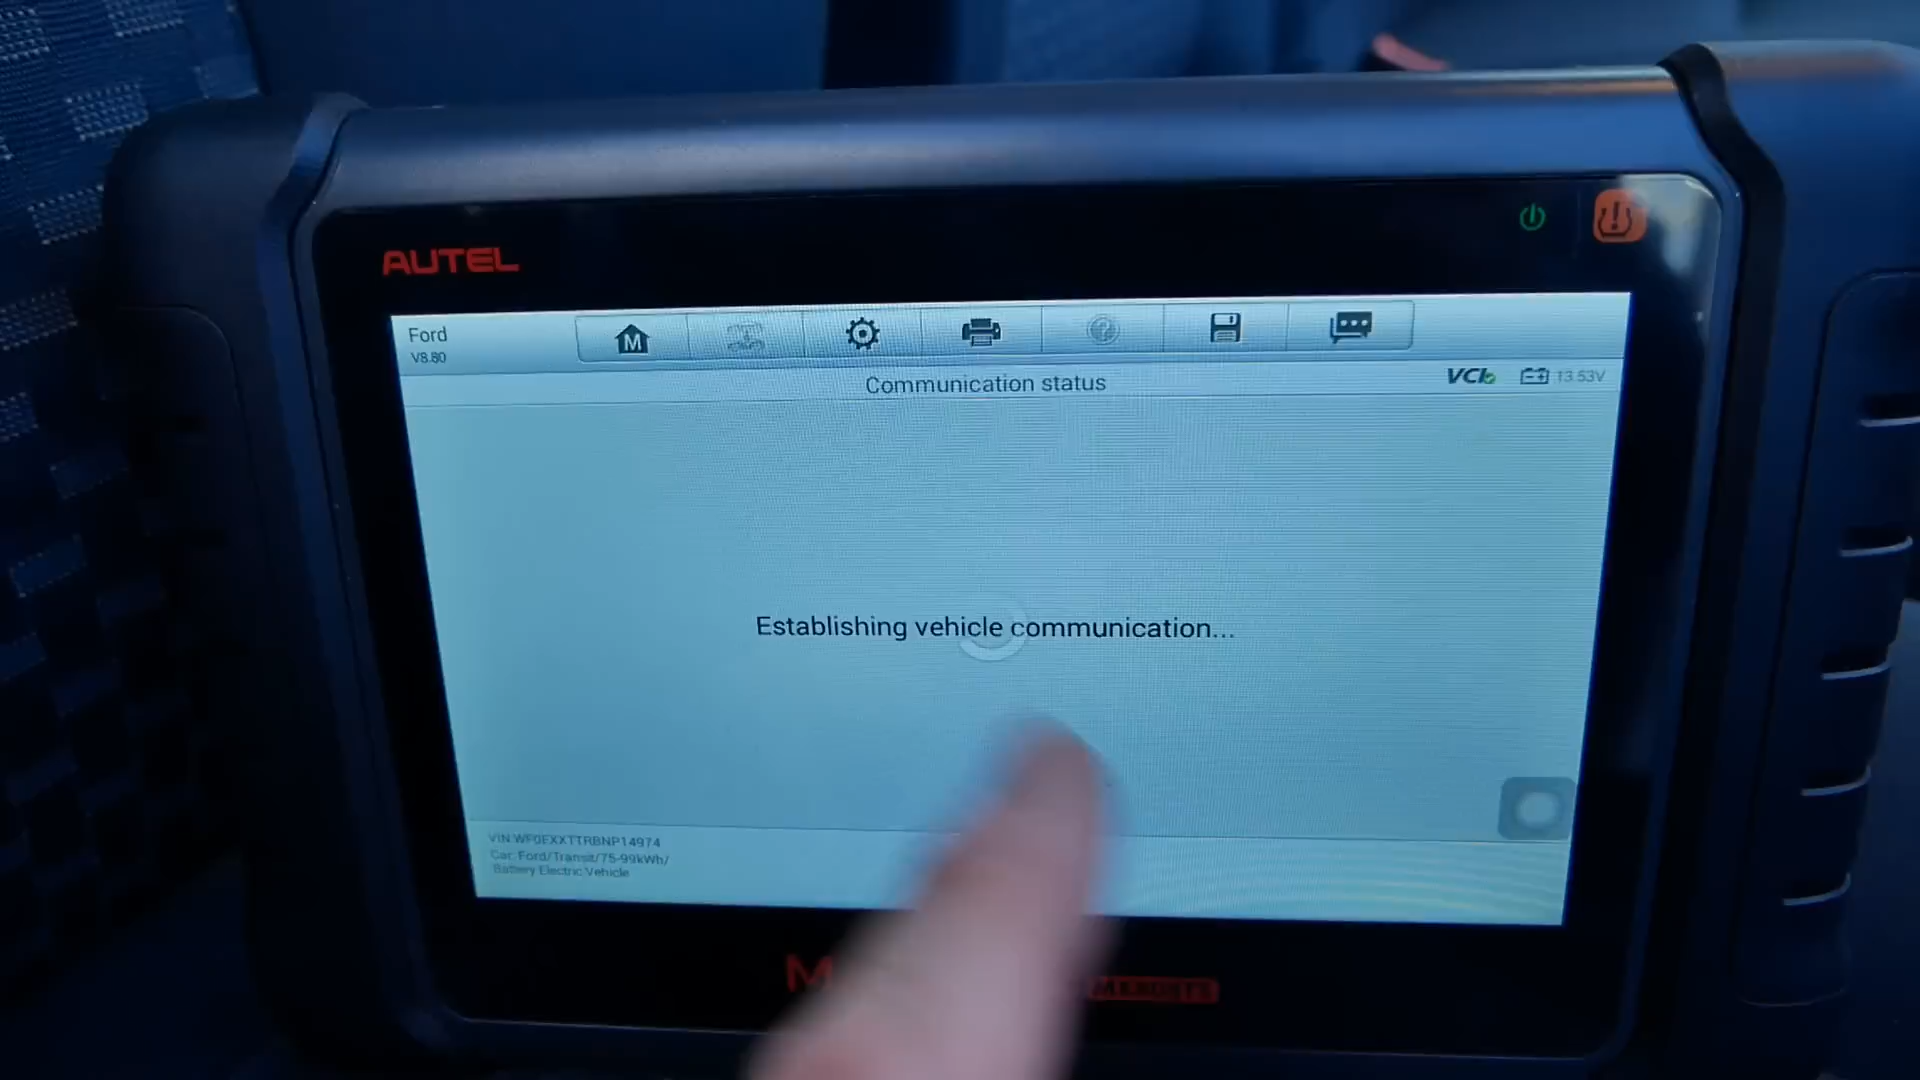 AUTEL
Ford
V8.80
M
Communication status
VCI
13.53V
Establishing vehicle communication...
VIN:WF0EXXTTRBNP14974
Car: Ford/Transit/75-99kWh/
Battery Electric Vehicle
M